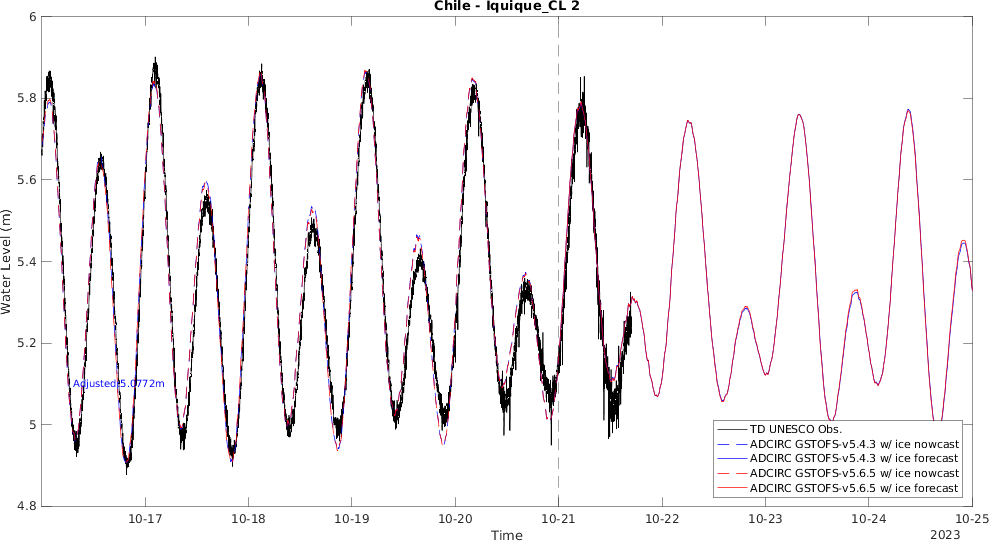 Chile - Iquique_CL 2
6
5.8
5.6
5.4
5.2
5
4.8
Water Level (m)
Adjusted:5.0772m
TD UNESCO Obs.
ADCIRC GSTOFS-v5.4.3 w/ ice nowcast
ADCIRC GSTOFS-v5.4.3 w/ ice forecast
ADCIRC GSTOFS-v5.6.5 w/ ice nowcast
ADCIRC GSTOFS-v5.6.5 w/ ice forecast
10-17 10-18 10-19 10-20 10-21 10-22 10-23 10-24 10-25
Time
2023